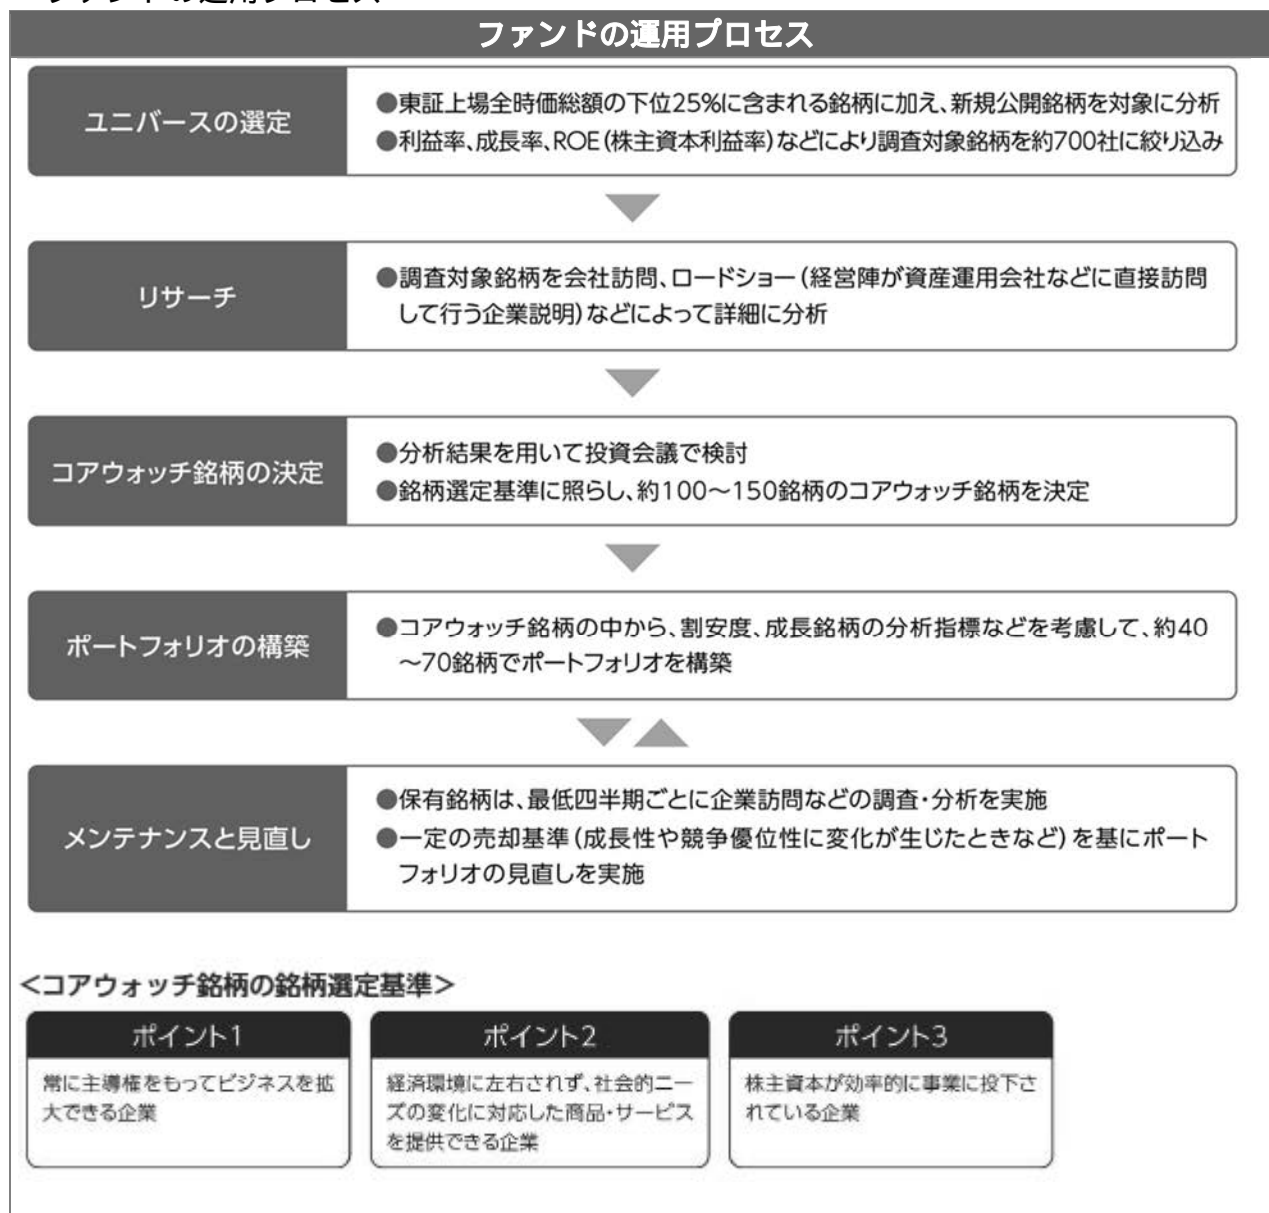 ファンドの運用プロセス
ファンドの運用プロセス
ユニバースの選定
●東証上場全時価総額の下位25%に含まれる銘柄に加え、新規公開銘柄を対象に分析
●利益率、成長率、ROE(株主資本利益率)などにより調査対象銘柄を約700社に絞り込み
リサーチ
●調査対象銘柄を会社訪問、ロードショー(経営陣が資産運用会社などに直接訪問
して行う企業説明)などによって詳細に分析
コアウォッチ銘柄の決定
●分析結果を用いて投資会議で検討
●銘柄選定基準に照らし、約100～150銘柄のコアウォッチ銘柄を決定
ポートフォリオの構築
●コアウォッチ銘柄の中から、割安度、成長銘柄の分析指標などを考慮して、約40
～70銘柄でポートフォリオを構築
メンテナンスと見直し
●保有銘柄は、最低四半期ごとに企業訪問などの調査・分析を実施
●一定の売却基準(成長性や競争優位性に変化が生じたときなど)を基にポート
フォリオの見直しを実施
<コアウォッチ銘柄の銘柄選定基準>
ポイント1
常に主導権をもってビジネスを拡
大できる企業
ポイント2
経済環境に左右されず、社会的ニー
ズの変化に対応した商品・サービス
を提供できる企業
ポイント3
株主資本が効率的に事業に投下さ
れている企業